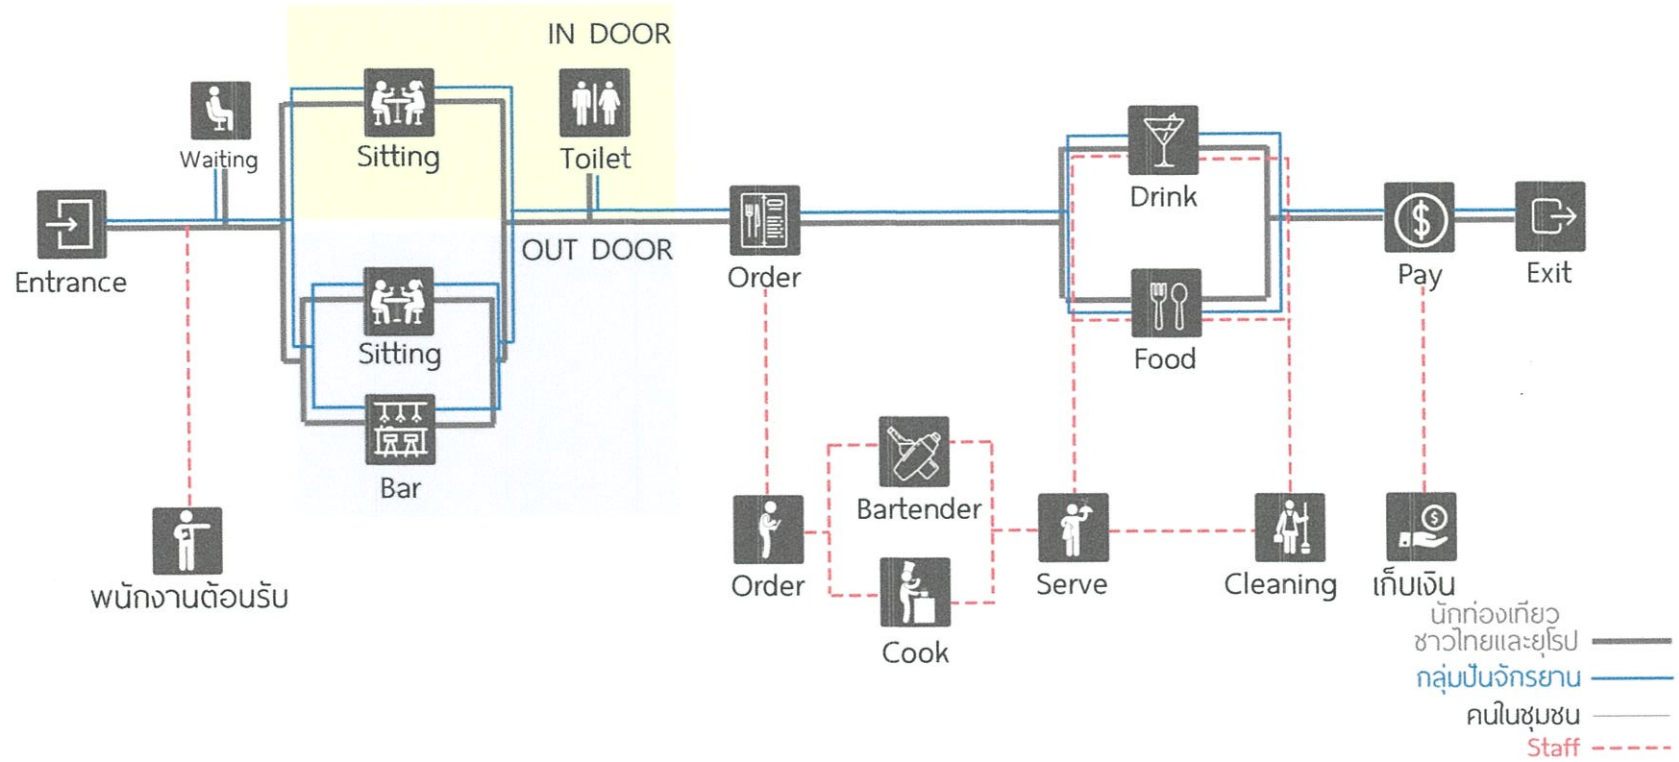 IN DOOR
Waiting
Sitting
Toilet
Drink
Entrance
OUT DOOR
Order
Pay
Exit
Sitting
Food
Bar
Bartender
พนักงานต้อนรับ
Order
Serve
Cleaning
เก็บเงิน
Cook
นักท่องเที่ยว
ชาวไทยและยุโรป
กลุ่มปั่นจักรยาน
คนในชุมชน
Staff